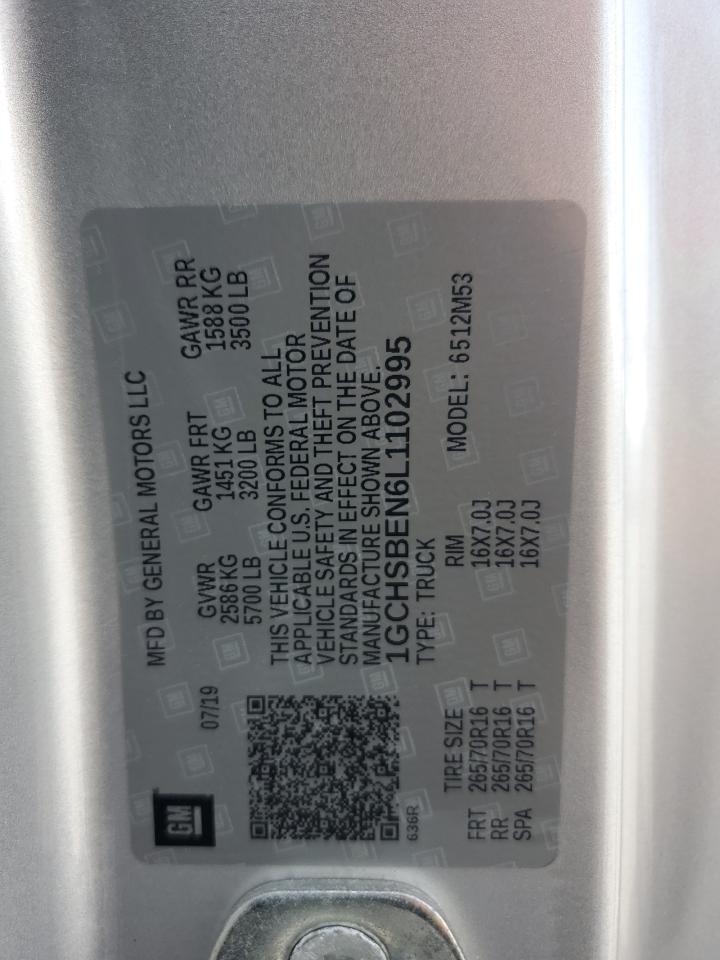 GM
MFD BY GENERAL MOTORS LLC
07/19
GVWR GAWR FRT GAWR RR
2586 KG 1451 KG 1588 KG
5700 LB 3200 LB 3500 LB
THIS VEHICLE CONFORMS TO ALL
APPLICABLE U.S. FEDERAL MOTOR
VEHICLE SAFETY AND THEFT PREVENTION
STANDARDS IN EFFECT ON THE DATE OF
MANUFACTURE SHOWN ABOVE.
1GCHSBEN6L1102995
636R
TYPE: TRUCK
MODEL: 6512M53
TIRE SIZE RIM
FRT 265/70R16 T 16X7.0J
RR 265/70R16 T 16X7.0J
SPA 265/70R16 T 16X7.0J